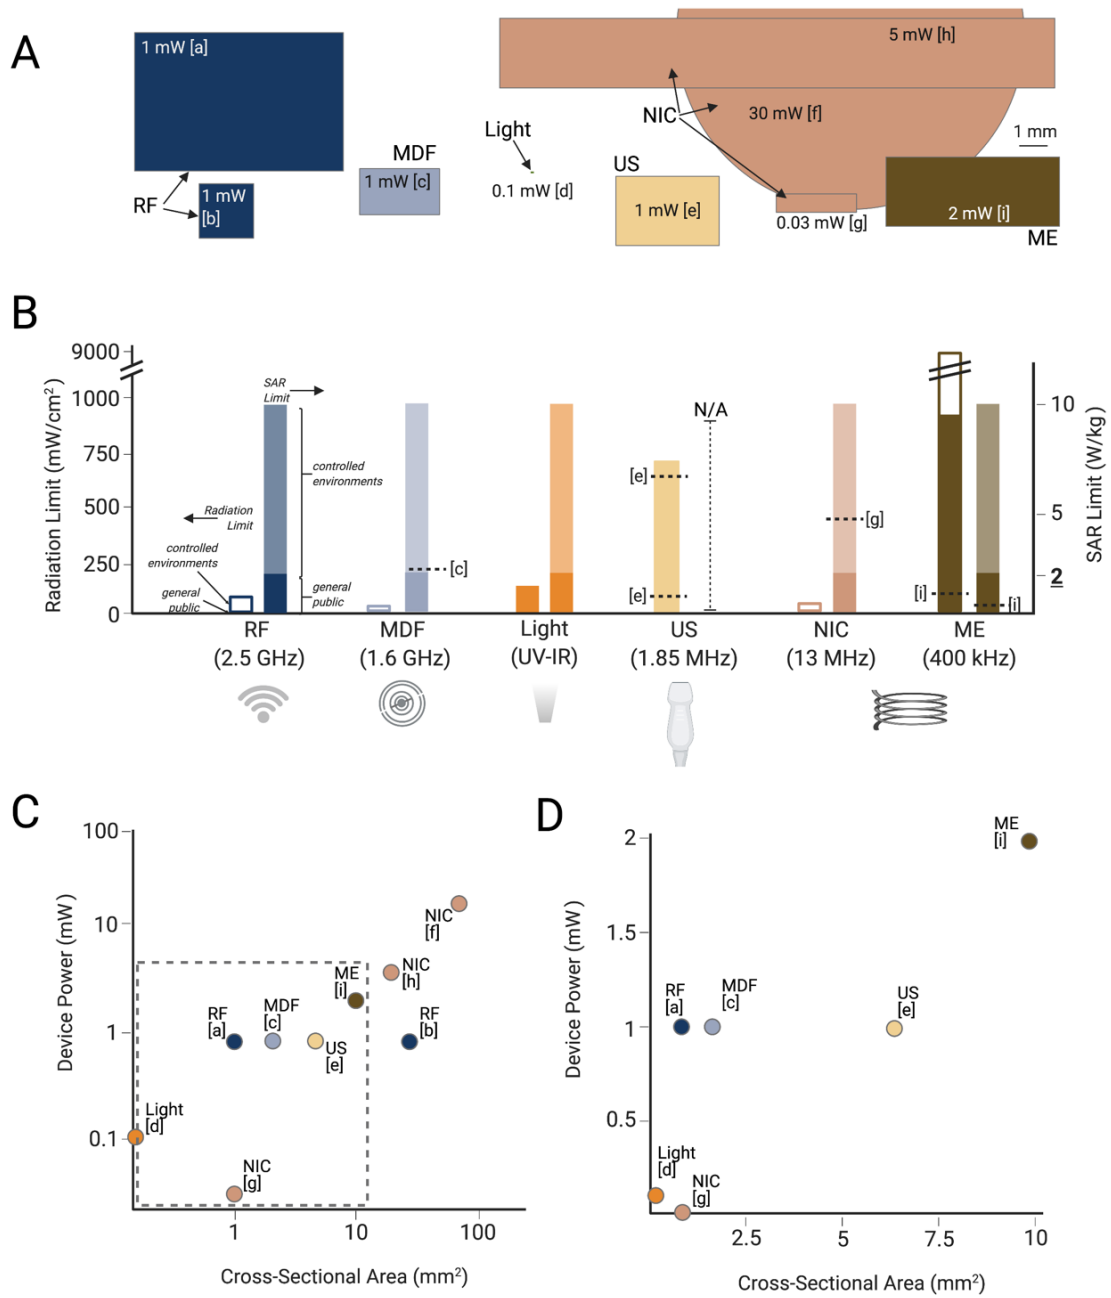 A
1 mW [a]
5 mW [h]
NIC
30 mW [f]
Light
1 mm
MDF
US
1 mW [c]
0.1 mW [d]
RF
1 mW
[b]
1 mW [e]
0.03 mW [g]
2 mW [i]
ME
B
Radiation Limit (mW/cm²)
9000
1000
750
500
250
0
SAR
Limit
controlled
environments
Radiation
Limit
controlled
environments
general
public
general
public
[c]
[e]
[e]
N/A
[g]
[i]
[i]
10
5
2
SAR Limit (W/kg)
RF
(2.5 GHz)
MDF
(1.6 GHz)
Light
(UV-IR)
US
(1.85 MHz)
NIC
(13 MHz)
ME
(400 kHz)
C
Device Power (mW)
100
10
1
0.1
NIC
[f]
NIC
[h]
ME
[i]
RF
[a]
MDF
[c]
US
[e]
RF
[b]
Light
[d]
NIC
[g]
1
10
100
Cross-Sectional Area (mm²)
D
Device Power (mW)
2
1.5
1
0.5
ME
[i]
RF
[a]
MDF
[c]
US
[e]
Light
[d]
NIC
[g]
2.5
5
7.5
10
Cross-Sectional Area (mm²)